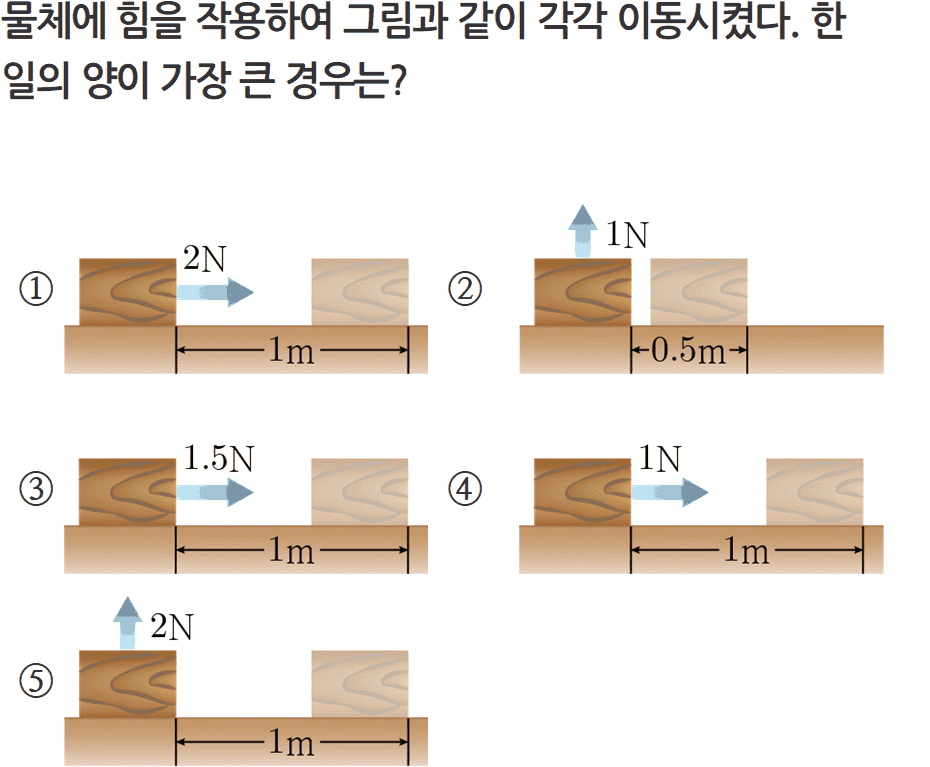 물체에 힘을 작용하여 그림과 같이 각각 이동시켰다. 한
일의 양이 가장 큰 경우는?
① 2N
1m
② 1N
0.5m
③ 1.5N
1m
④ 1N
1m
⑤ 2N
1m